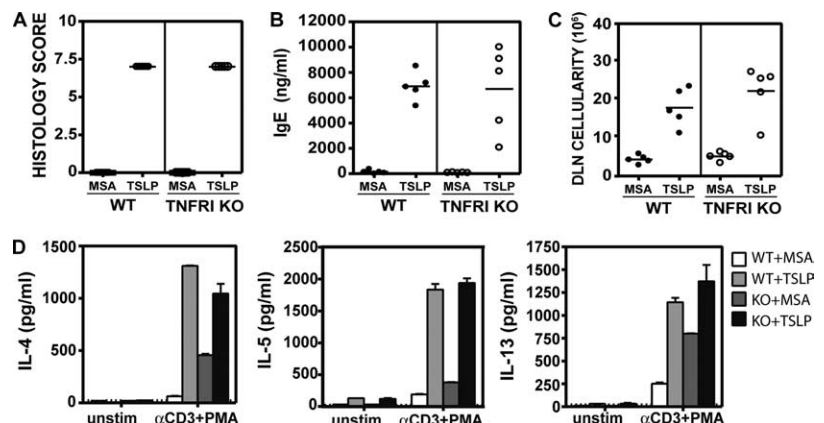 A
HISTOLOGY SCORE
7.5
5.0
2.5
0
MSA TSLP MSA TSLP
WT TNFRI KO
B
IgE (ng/ml)
12000
10000
8000
6000
4000
2000
0
MSA TSLP MSA TSLP
WT TNFRI KO
C
DLN CELLULARITY (10⁶)
40
30
20
10
0
MSA TSLP MSA TSLP
WT TNFRI KO
D
IL-4 (pg/ml)
1500
1000
500
0
unstim αCD3+PMA
IL-5 (pg/ml)
2500
2000
1500
1000
500
0
unstim αCD3+PMA
IL-13 (pg/ml)
1750
1500
1250
1000
750
500
250
0
unstim αCD3+PMA
WT+MSA
WT+TSLP
KO+MSA
KO+TSLP